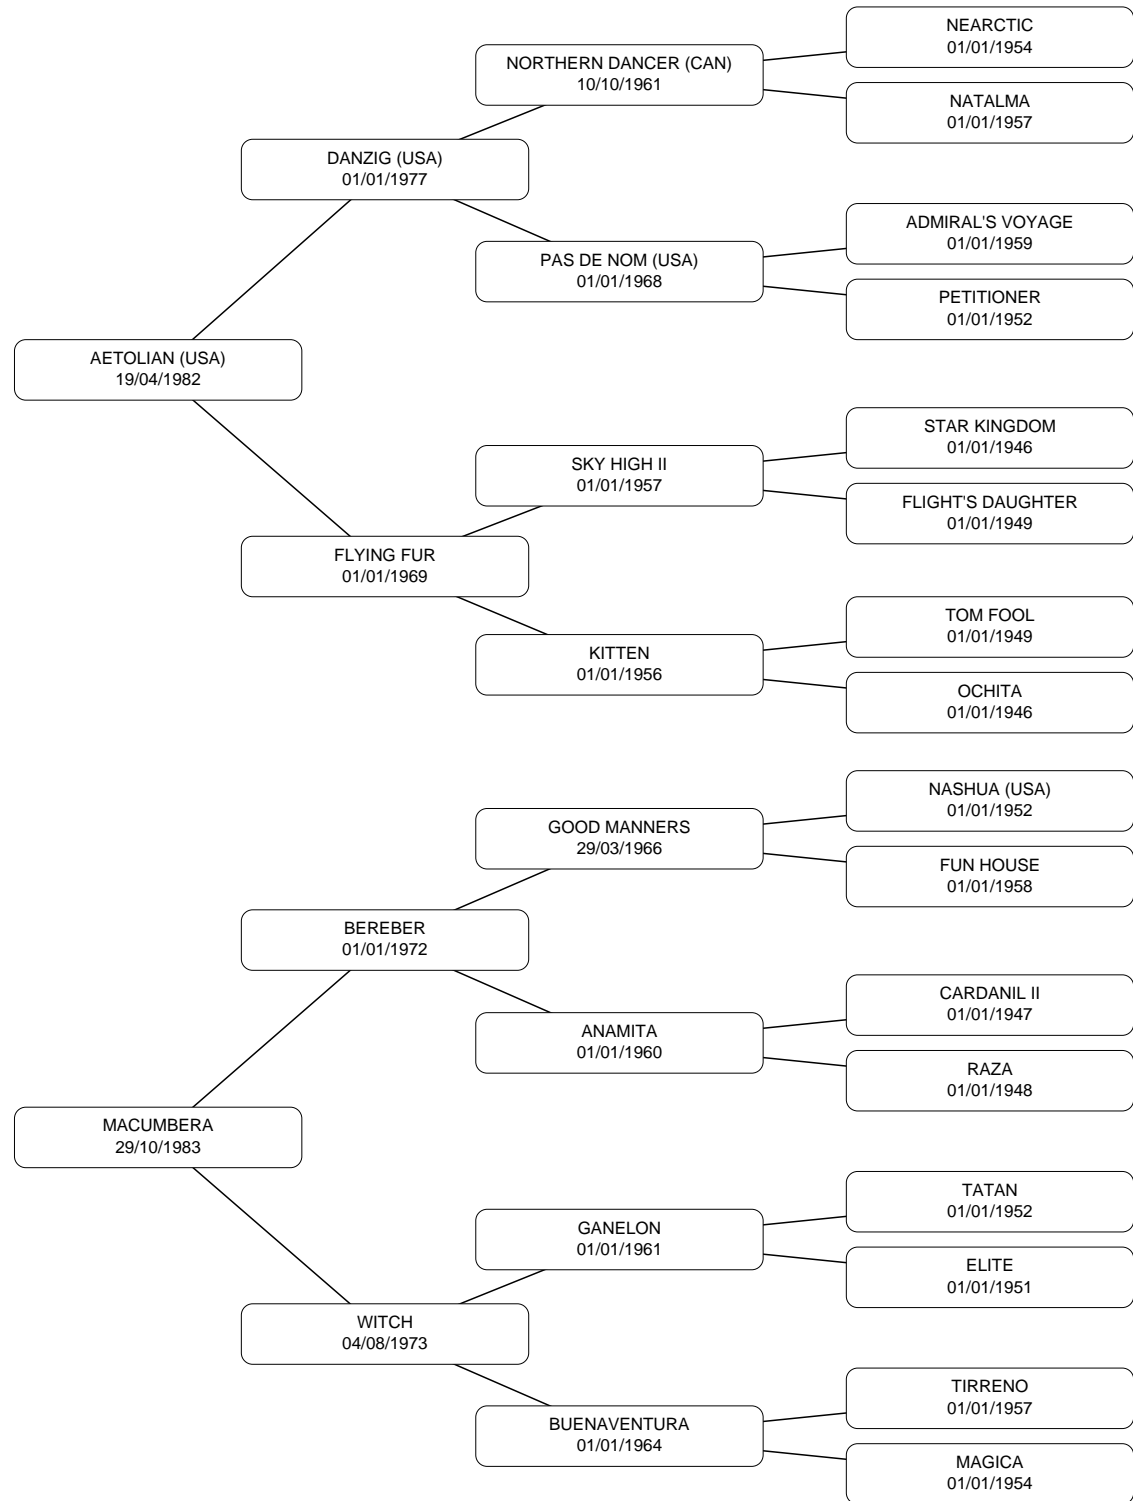 NEARCTIC
01/01/1954
NORTHERN DANCER (CAN)
10/10/1961
NATALMA
01/01/1957
DANZIG (USA)
01/01/1977
ADMIRAL'S VOYAGE
01/01/1959
PAS DE NOM (USA)
01/01/1968
PETITIONER
01/01/1952
AETOLIAN (USA)
19/04/1982
STAR KINGDOM
01/01/1946
SKY HIGH II
01/01/1957
FLIGHT'S DAUGHTER
01/01/1949
FLYING FUR
01/01/1969
TOM FOOL
01/01/1949
KITTEN
01/01/1956
OCHITA
01/01/1946
NASHUA (USA)
01/01/1952
GOOD MANNERS
29/03/1966
FUN HOUSE
01/01/1958
BEREBER
01/01/1972
CARDANIL II
01/01/1947
ANAMITA
01/01/1960
RAZA
01/01/1948
MACUMBERA
29/10/1983
TATAN
01/01/1952
GANELON
01/01/1961
ELITE
01/01/1951
WITCH
04/08/1973
TIRRENO
01/01/1957
BUENAVENTURA
01/01/1964
MAGICA
01/01/1954